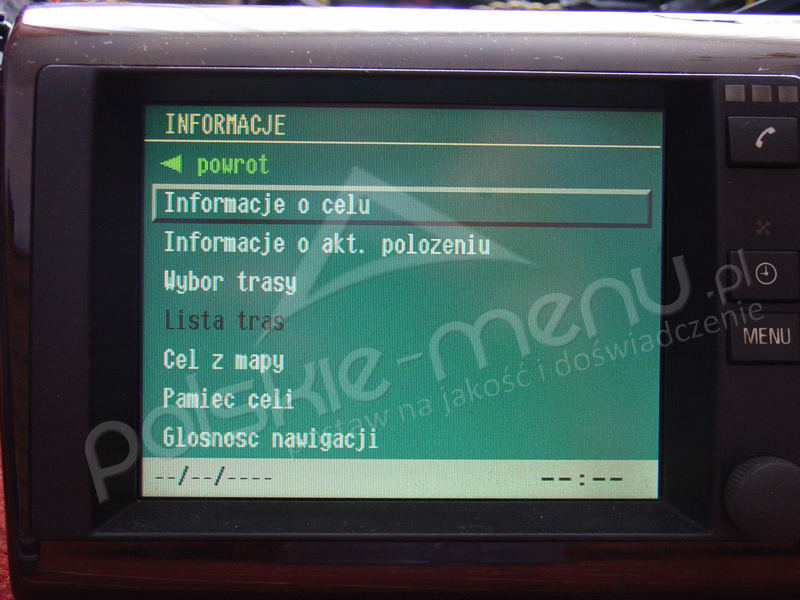 INFORMACJE
◄ powrot
Informacje o celu
Informacje o akt. polozeniu
Wybor trasy
Lista tras
Cel z mapy
Pamiec celi
Glosnosc nawigacji
--/--/---- --:--
MENU
polskie-menu.pl
postaw na jakość i doświadczenie